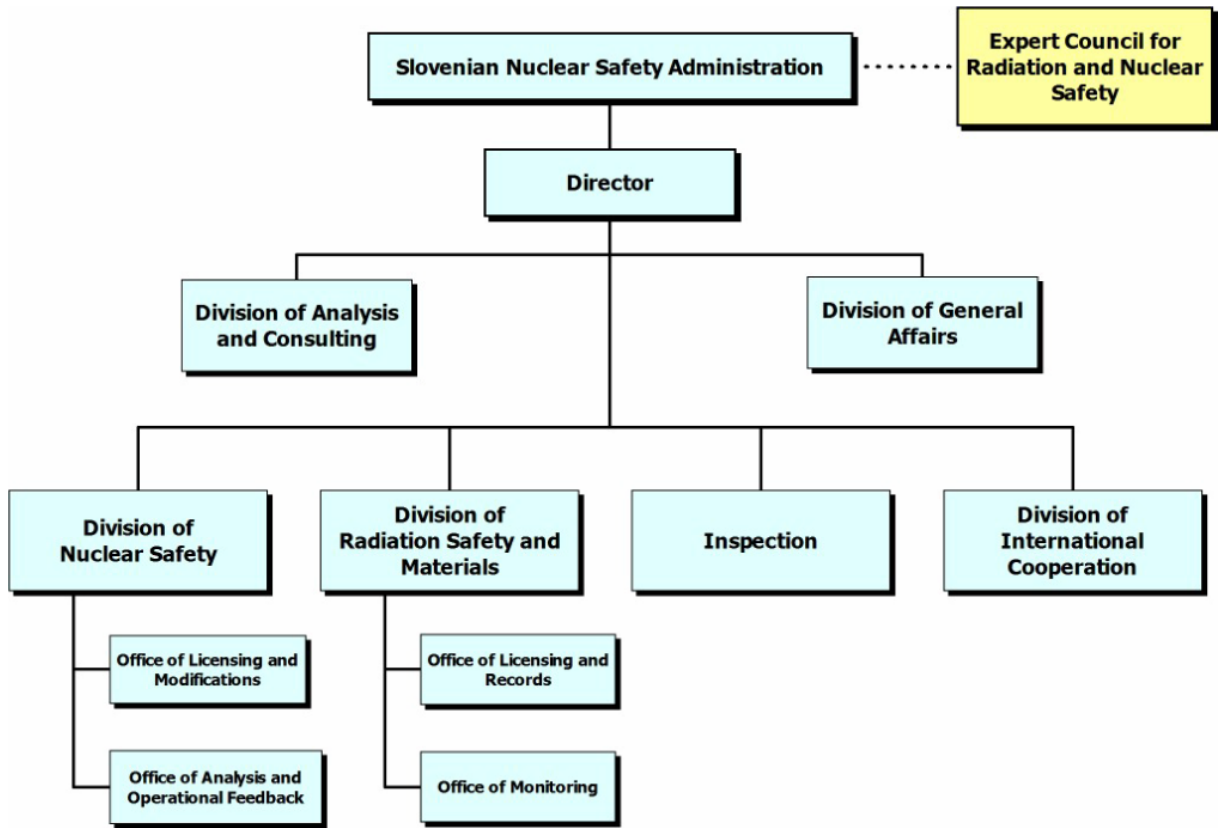 Slovenian Nuclear Safety Administration
Expert Council for
Radiation and Nuclear
Safety
Director
Division of Analysis
and Consulting
Division of General
Affairs
Division of
Nuclear Safety
Division of
Radiation Safety and
Materials
Inspection
Division of
International
Cooperation
Office of Licensing and
Modifications
Office of Licensing and
Records
Office of Analysis and
Operational Feedback
Office of Monitoring